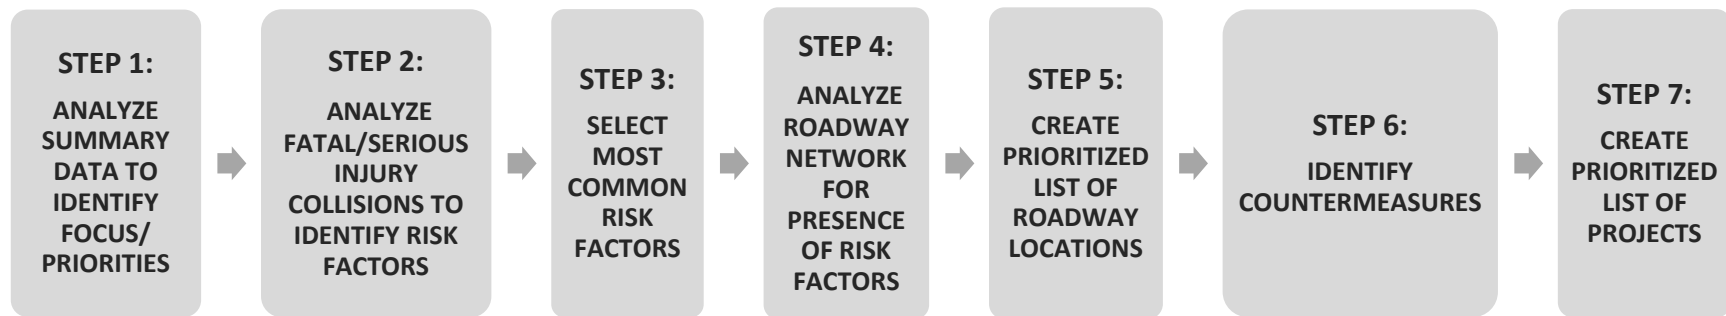 STEP 1:
ANALYZE
SUMMARY
DATA TO
IDENTIFY
FOCUS/
PRIORITIES
STEP 2:
ANALYZE
FATAL/SERIOUS
INJURY
COLLISIONS TO
IDENTIFY RISK
FACTORS
STEP 3:
SELECT
MOST
COMMON
RISK
FACTORS
STEP 4:
ANALYZE
ROADWAY
NETWORK
FOR
PRESENCE
OF RISK
FACTORS
STEP 5:
CREATE
PRIORITIZED
LIST OF
ROADWAY
LOCATIONS
STEP 6:
IDENTIFY
COUNTERMEASURES
STEP 7:
CREATE
PRIORITIZED
LIST OF
PROJECTS